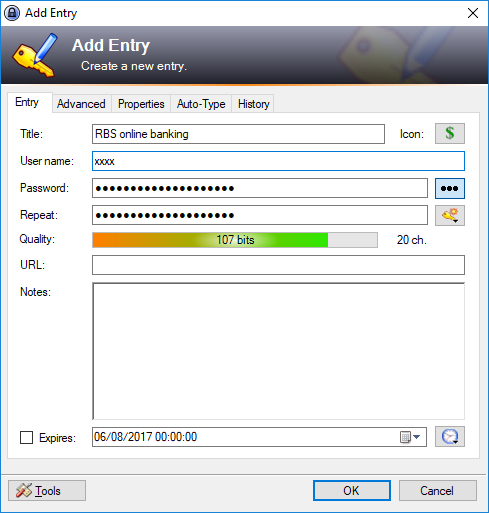 Add Entry
Add Entry
Create a new entry.
Entry Advanced Properties Auto-Type History
Title: RBS online banking Icon: $
User name: xxxx
Password: ●●●●●●●●●●●●●●●●●●●● ●●●
Repeat: ●●●●●●●●●●●●●●●●●●●●
Quality: 107 bits 20 ch.
URL:
Notes:
Expires: 06/08/2017 00:00:00
Tools OK Cancel